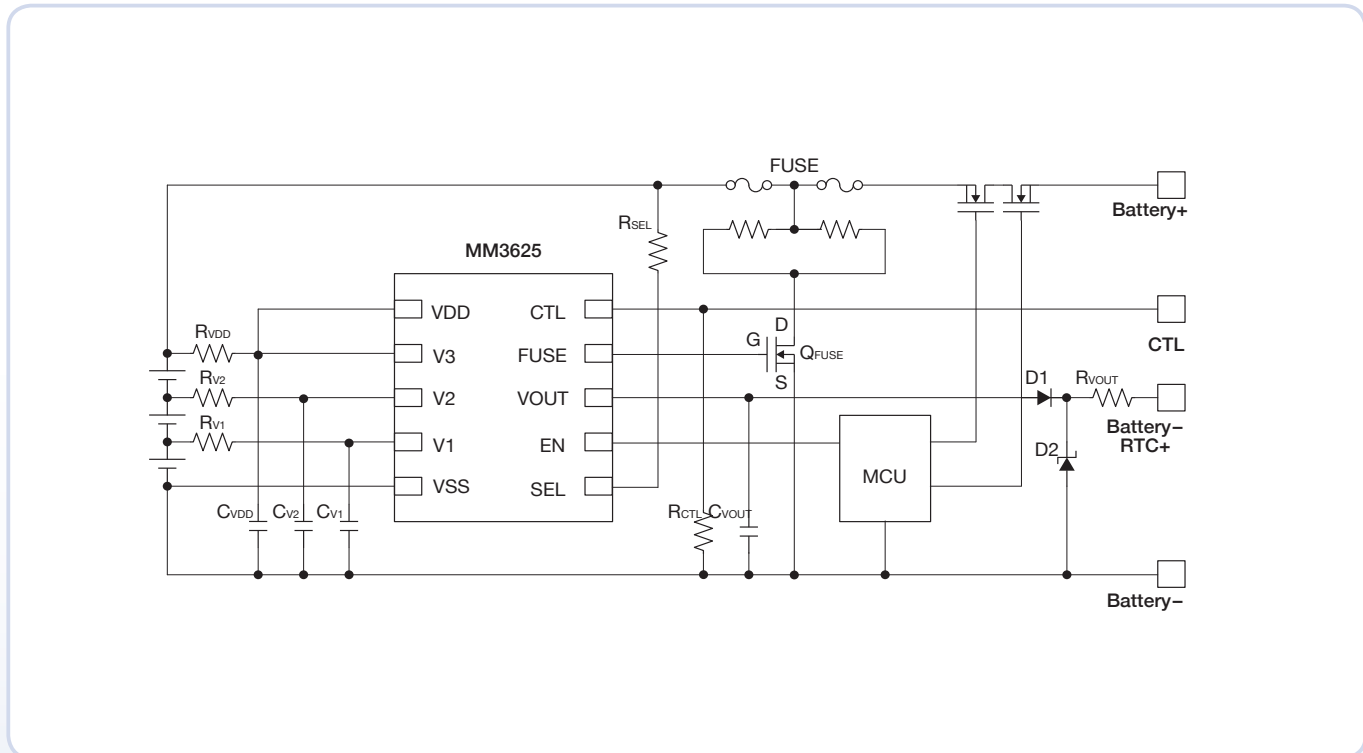 FUSE
Battery+
RSEL
MM3625
VDD
CTL
CTL
RVDD
V3
FUSE
G
D
S
QFUSE
RV2
V2
VOUT
D1
RVOUT
Battery−
RTC+
RV1
V1
EN
D2
MCU
VSS
SEL
CVDD
CV2
CV1
RCTL
CVOUT
Battery−